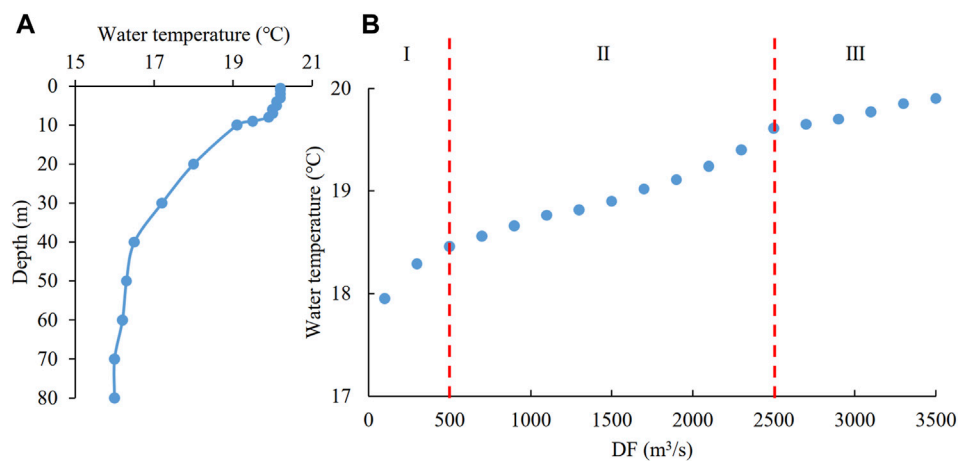 A
Water temperature (℃)
15 17 19 21
0
10
20
30
40
50
60
70
80
Depth (m)
B
I II III
20
19
18
17
Water temperature (℃)
0 500 1000 1500 2000 2500 3000 3500
DF (m³/s)